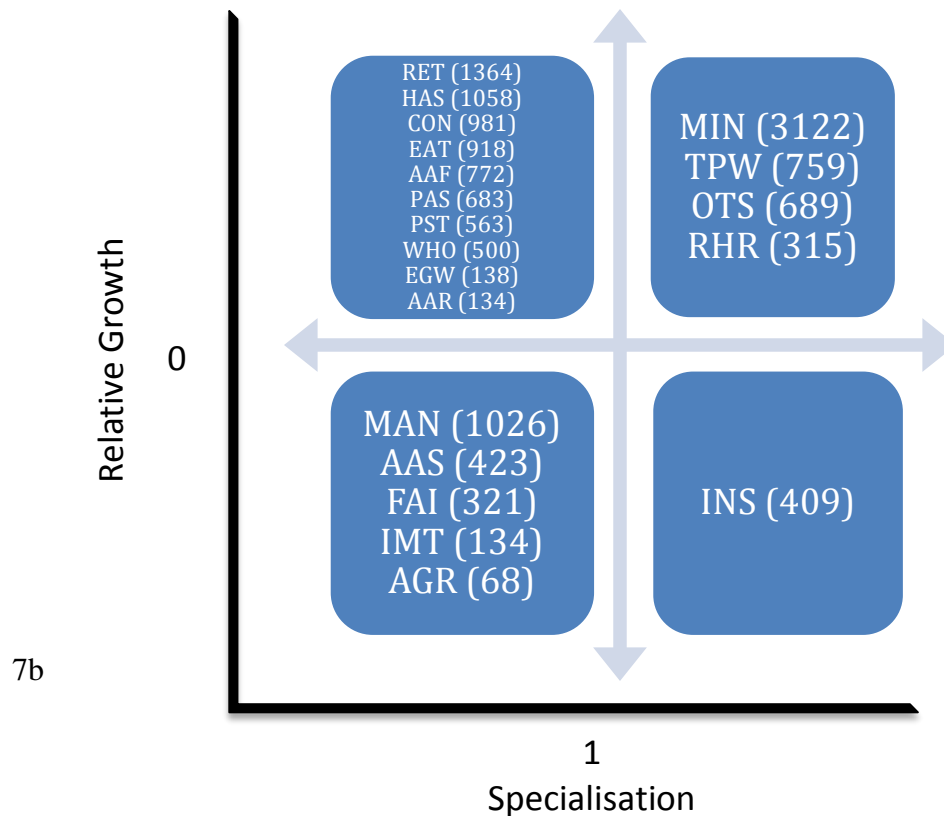 RET (1364)
HAS (1058)
CON (981)
EAT (918)
AAF (772)
PAS (683)
PST (563)
WHO (500)
EGW (138)
AAR (134)
MIN (3122)
TPW (759)
OTS (689)
RHR (315)
Relative Growth
0
MAN (1026)
AAS (423)
FAI (321)
IMT (134)
AGR (68)
INS (409)
7b
1
Specialisation